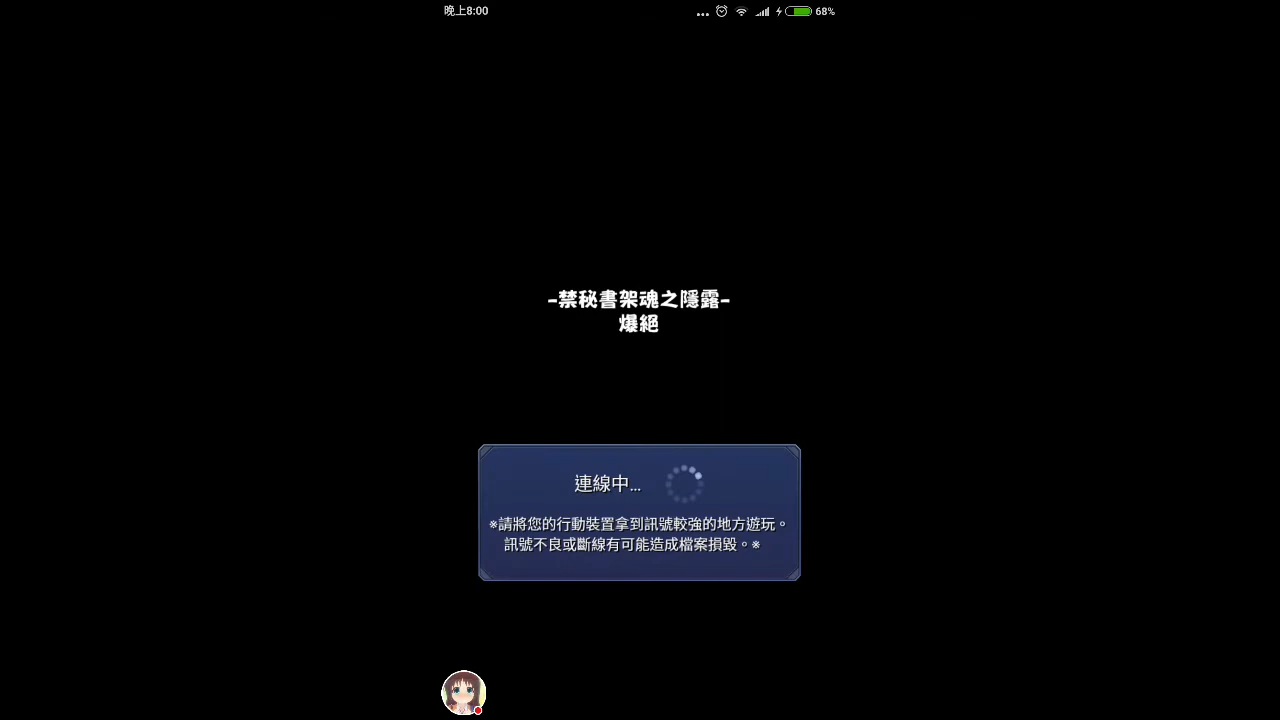 晚上8:00
68%
-禁秘書架魂之隱露-
爆絕
連線中...
※請將您的行動裝置拿到訊號較強的地方遊玩。
訊號不良或斷線有可能造成檔案損毀。※